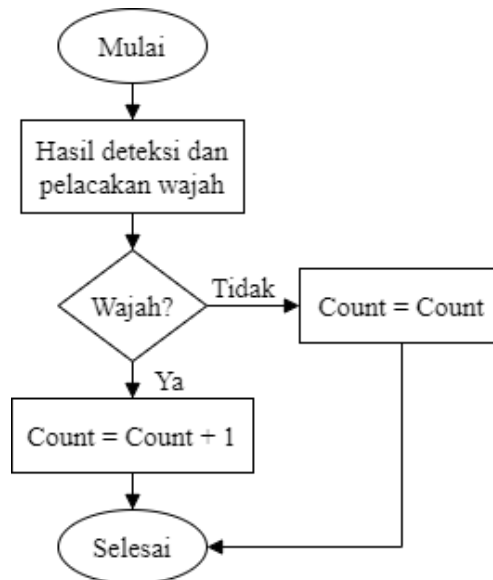 Mulai
Hasil deteksi dan
pelacakan wajah
Wajah?
Tidak
Count = Count
Ya
Count = Count + 1
Selesai